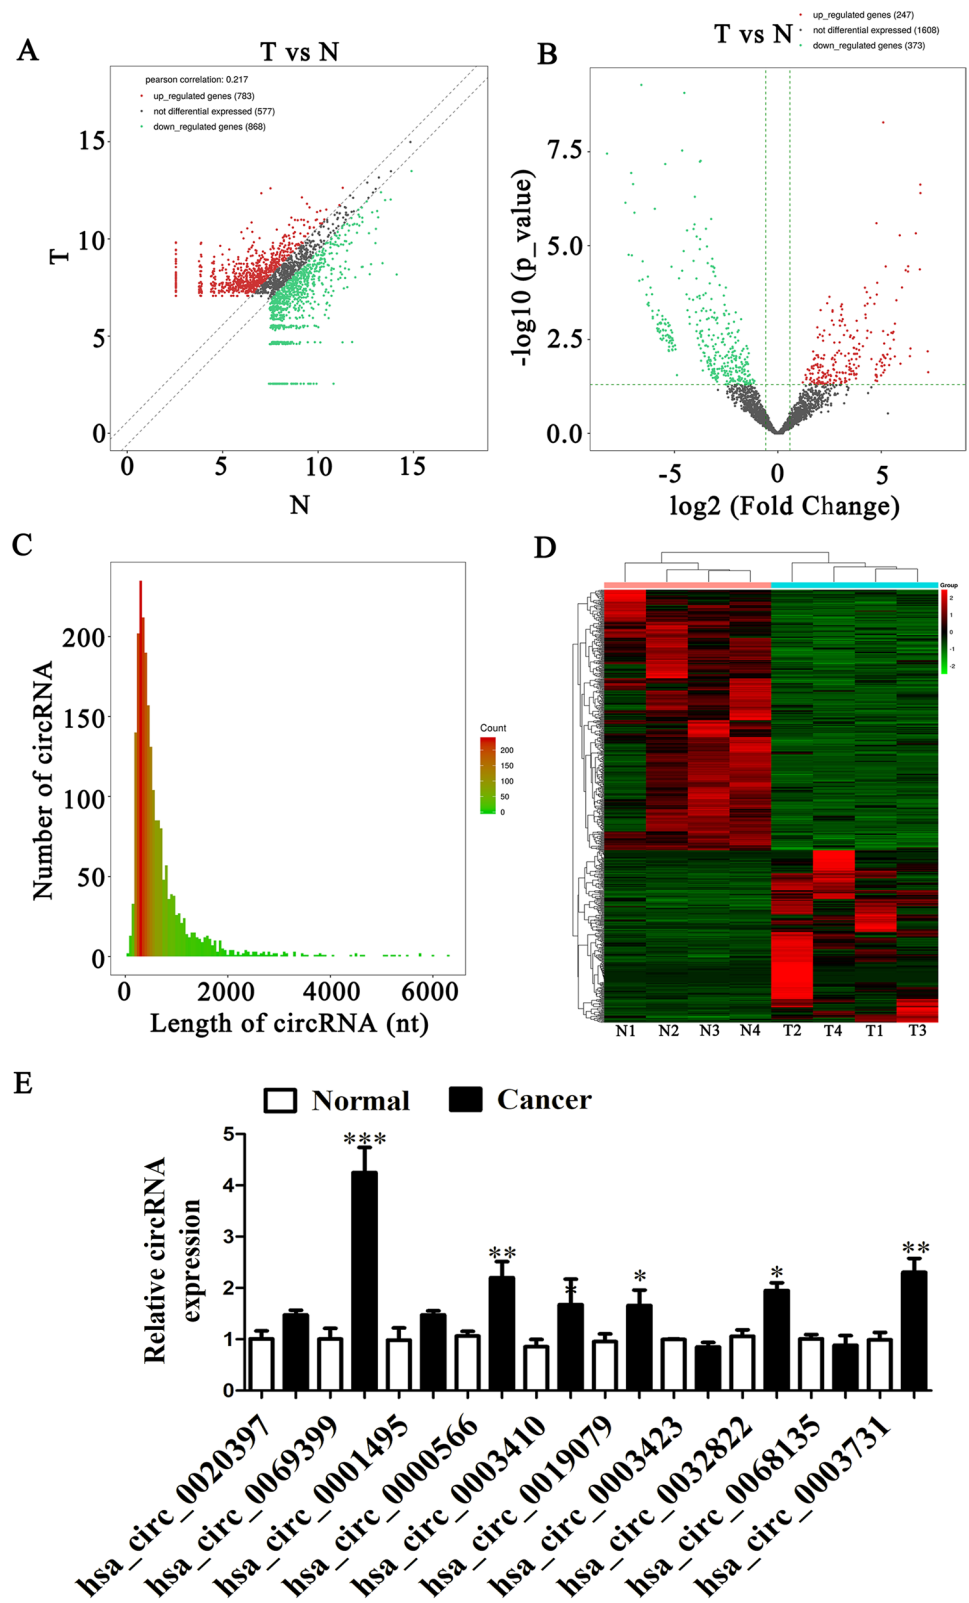 A
T vs N
pearson correlation: 0.217
up_regulated genes (783)
not differential expressed (577)
down_regulated genes (868)
T
15
10
5
0
0 5 10 15
N
B
T vs N
up_regulated genes (247)
not differential expressed (1608)
down_regulated genes (373)
-log10 (p_value)
7.5
5.0
2.5
0.0
-5 0 5
log2 (Fold Change)
C
Number of circRNA
200
150
100
50
0
0 2000 4000 6000
Length of circRNA (nt)
Count
200
150
100
50
0
D
Group
2
1
0
-1
-2
N1 N2 N3 N4 T2 T4 T1 T3
E
Normal Cancer
Relative circRNA
expression
5
4
3
2
1
0
***
**
*
*
*
**
hsa_circ_0020397
hsa_circ_0069399
hsa_circ_0001495
hsa_circ_0000566
hsa_circ_0003410
hsa_circ_0019079
hsa_circ_0003423
hsa_circ_0032822
hsa_circ_0068135
hsa_circ_0003731